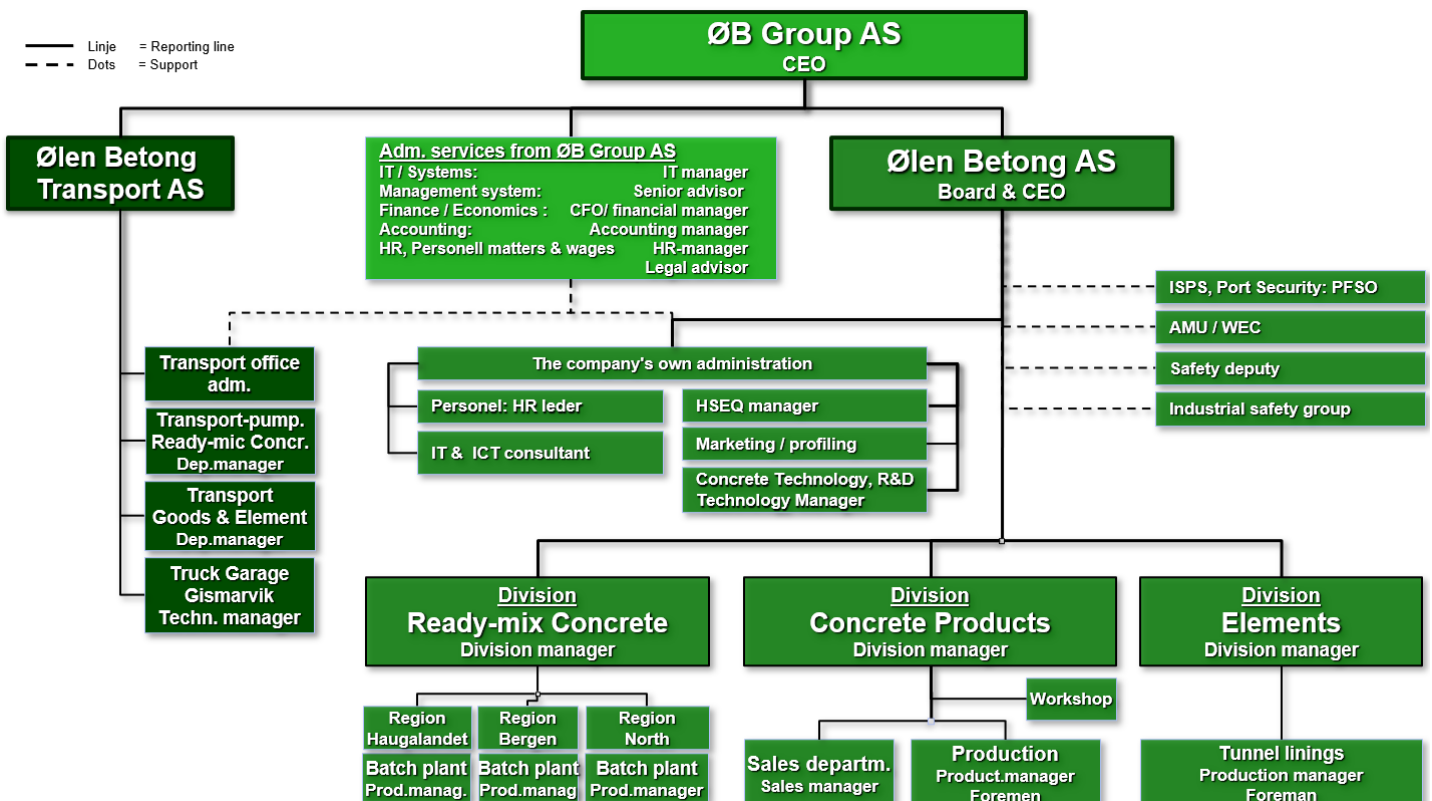 Linje = Reporting line
Dots = Support
ØB Group AS
CEO
Ølen Betong
Transport AS
Adm. services from ØB Group AS
IT / Systems: IT manager
Management system: Senior advisor
Finance / Economics : CFO/ financial manager
Accounting: Accounting manager
HR, Personell matters & wages HR-manager
Legal advisor
Ølen Betong AS
Board & CEO
ISPS, Port Security: PFSO
AMU / WEC
Safety deputy
Industrial safety group
Transport office
adm.
Transport-pump.
Ready-mic Concr.
Dep.manager
Transport
Goods & Element
Dep.manager
Truck Garage
Gismarvik
Techn. manager
The company's own administration
Personel: HR leder
IT & ICT consultant
HSEQ manager
Marketing / profiling
Concrete Technology, R&D
Technology Manager
Division
Ready-mix Concrete
Division manager
Region
Haugalandet
Batch plant
Prod.manag.
Region
Bergen
Batch plant
Prod.manag
Region
North
Batch plant
Prod.manager
Division
Concrete Products
Division manager
Workshop
Sales departm.
Sales manager
Production
Product.manager
Foremen
Division
Elements
Division manager
Tunnel linings
Production manager
Foreman